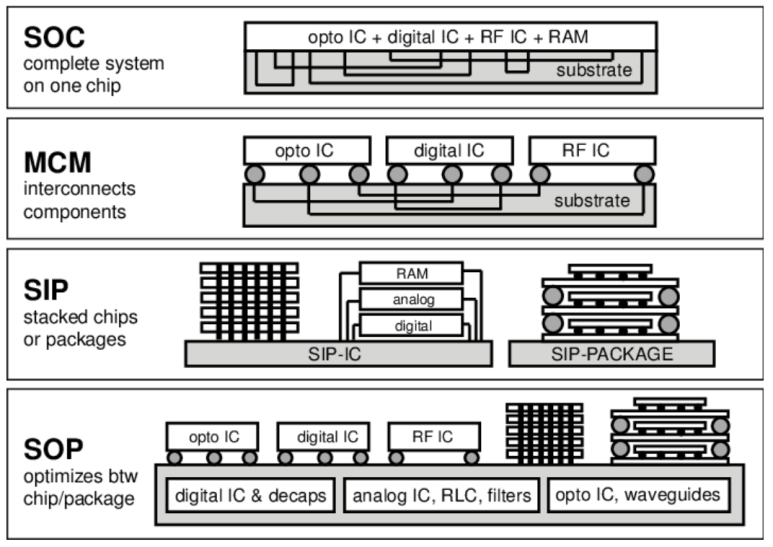 SOC
complete system
on one chip
opto IC + digital IC + RF IC + RAM
substrate
MCM
interconnects
components
opto IC
digital IC
RF IC
substrate
SIP
stacked chips
or packages
RAM
analog
digital
SIP-IC
SIP-PACKAGE
SOP
optimizes btw
chip/package
opto IC
digital IC
RF IC
digital IC & decaps
analog IC, RLC, filters
opto IC, waveguides